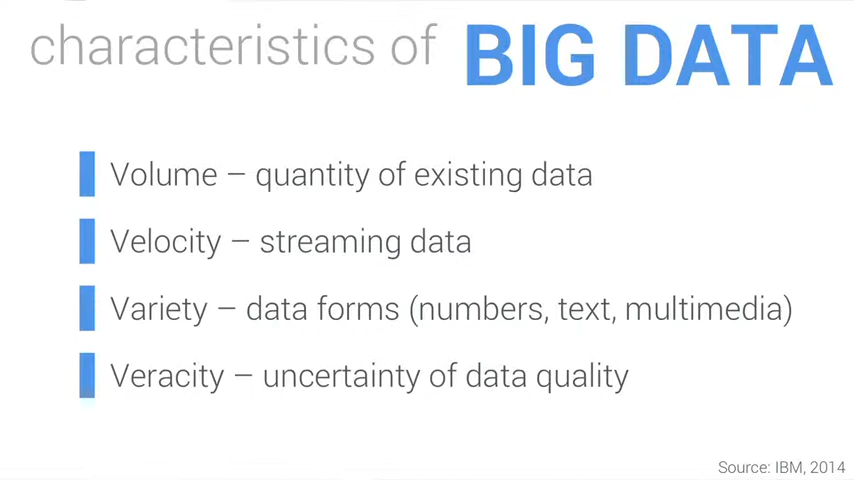 characteristics of BIG DATA
Volume – quantity of existing data
Velocity – streaming data
Variety – data forms (numbers, text, multimedia)
Veracity – uncertainty of data quality
Source: IBM, 2014